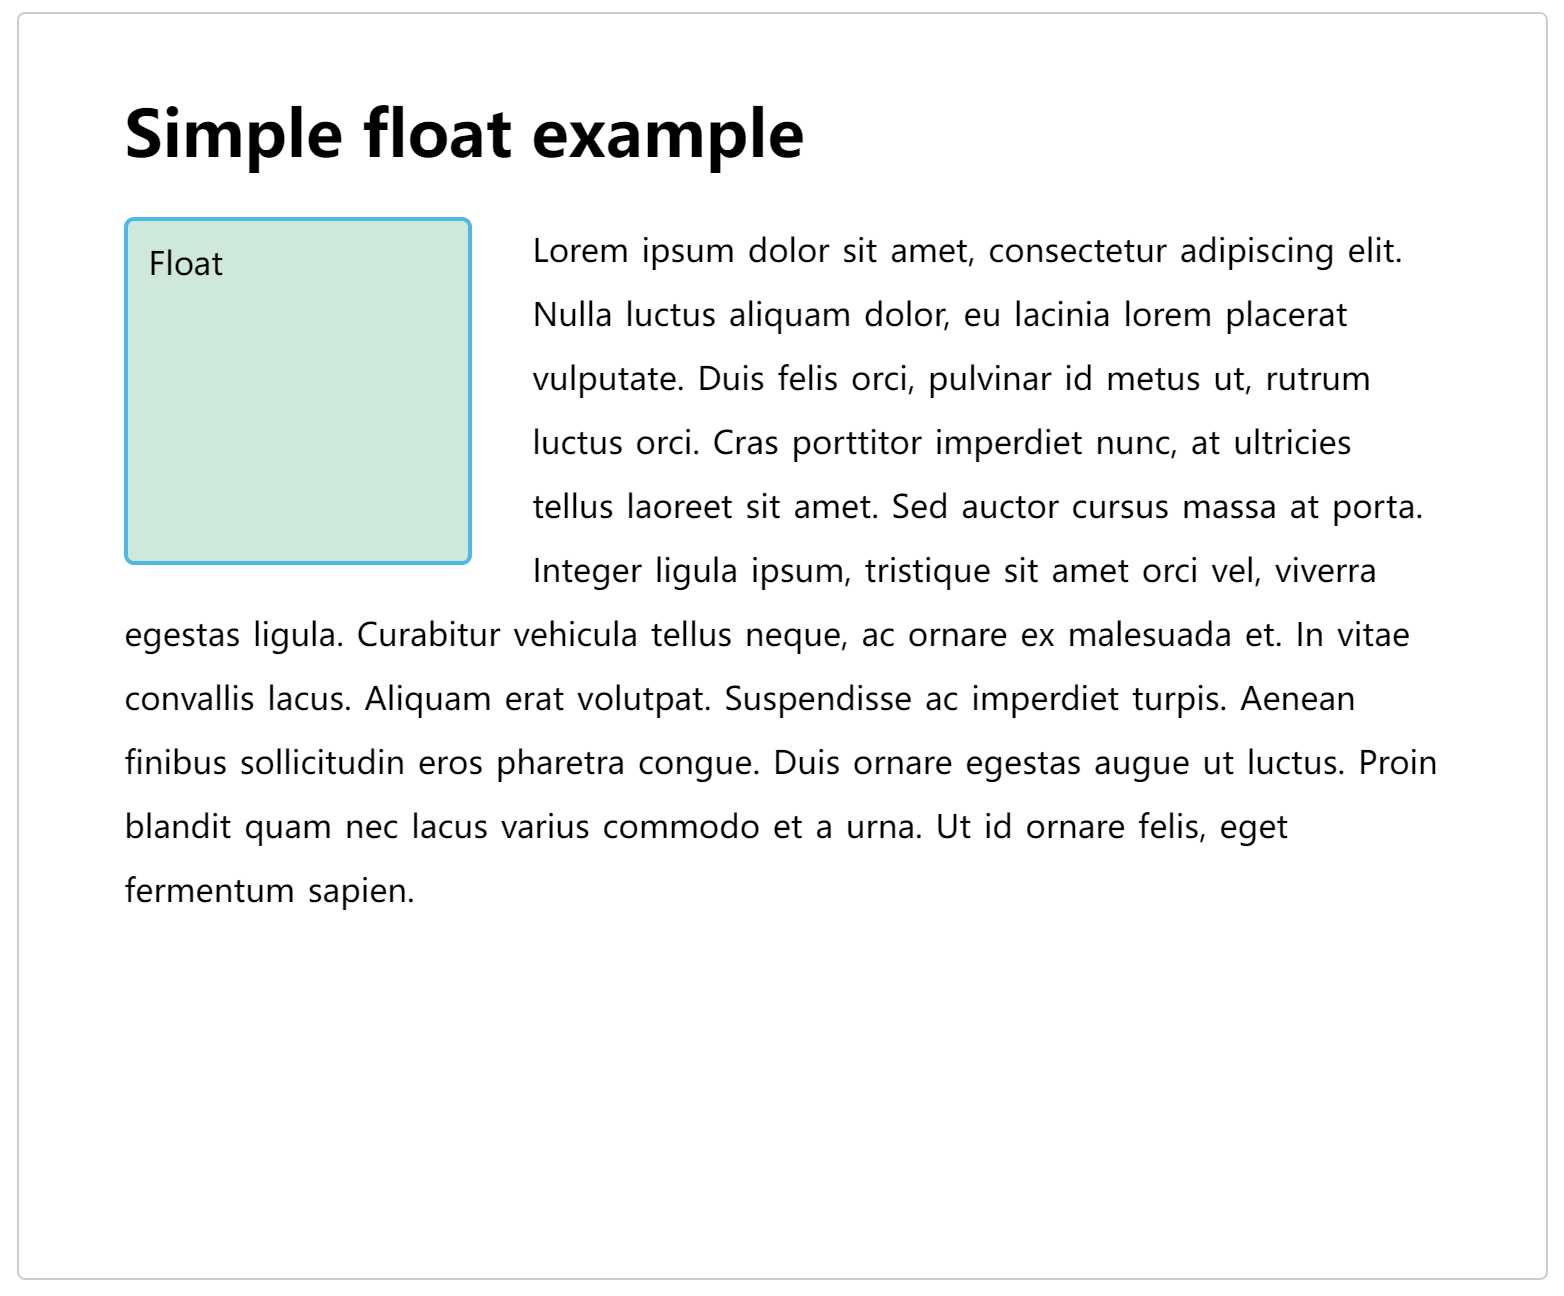 Simple float example
Float
Lorem ipsum dolor sit amet, consectetur adipiscing elit.
Nulla luctus aliquam dolor, eu lacinia lorem placerat
vulputate. Duis felis orci, pulvinar id metus ut, rutrum
luctus orci. Cras porttitor imperdiet nunc, at ultricies
tellus laoreet sit amet. Sed auctor cursus massa at porta.
Integer ligula ipsum, tristique sit amet orci vel, viverra
egestas ligula. Curabitur vehicula tellus neque, ac ornare ex malesuada et. In vitae
convallis lacus. Aliquam erat volutpat. Suspendisse ac imperdiet turpis. Aenean
finibus sollicitudin eros pharetra congue. Duis ornare egestas augue ut luctus. Proin
blandit quam nec lacus varius commodo et a urna. Ut id ornare felis, eget
fermentum sapien.